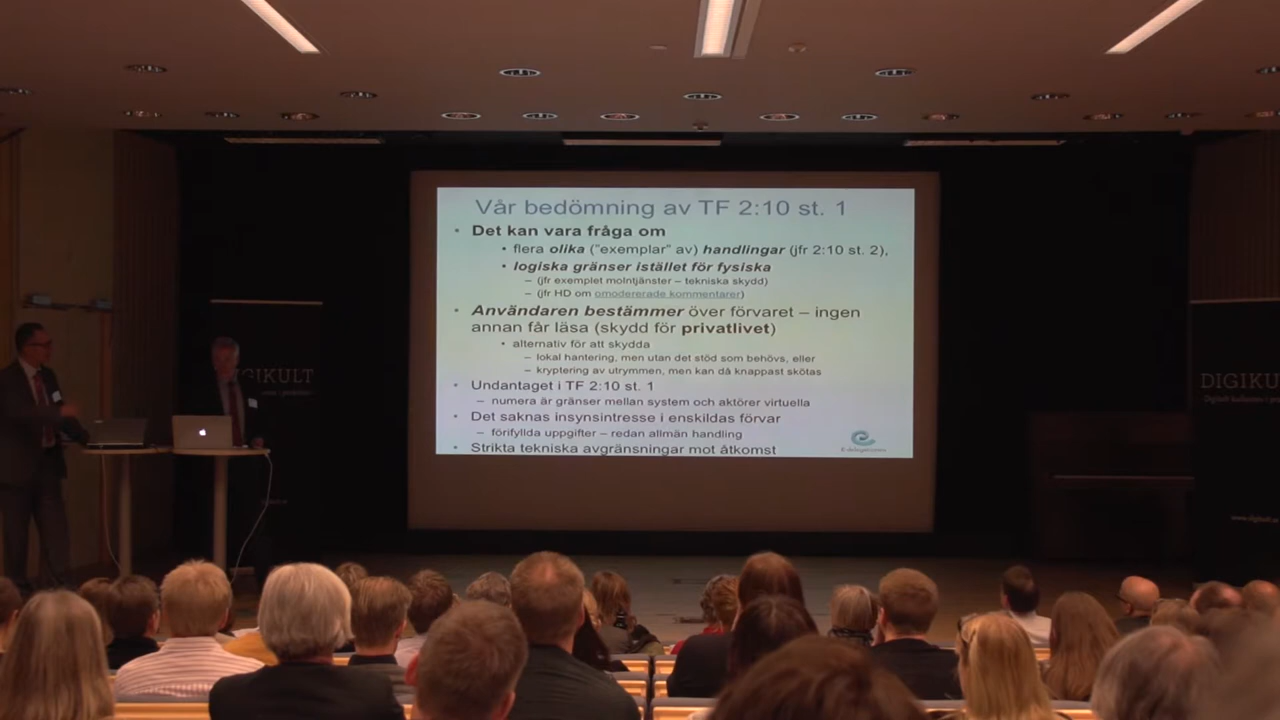 Vår bedömning av TF 2:10 st. 1
• Det kan vara fråga om
• flera olika ("exemplar" av) handlingar (jfr 2:10 st. 2),
• logiska gränser istället för fysiska
– (jfr exemplet molntjänster – tekniska skydd)
– (jfr HD om omodererade kommentarer)
• Användaren bestämmer över förvaret – ingen
annan får läsa (skydd för privatlivet)
• alternativ för att skydda
– lokal hantering, men utan det stöd som behövs, eller
– kryptering av utrymmen, men kan då knappast skötas
• Undantaget i TF 2:10 st. 1
– numera är gränser mellan system och aktörer virtuella
• Det saknas insynsintresse i enskildas förvar
– förifyllda uppgifter – redan allmän handling
• Strikta tekniska avgränsningar mot åtkomst
E-delegationen
GIKULT
DIGIKU